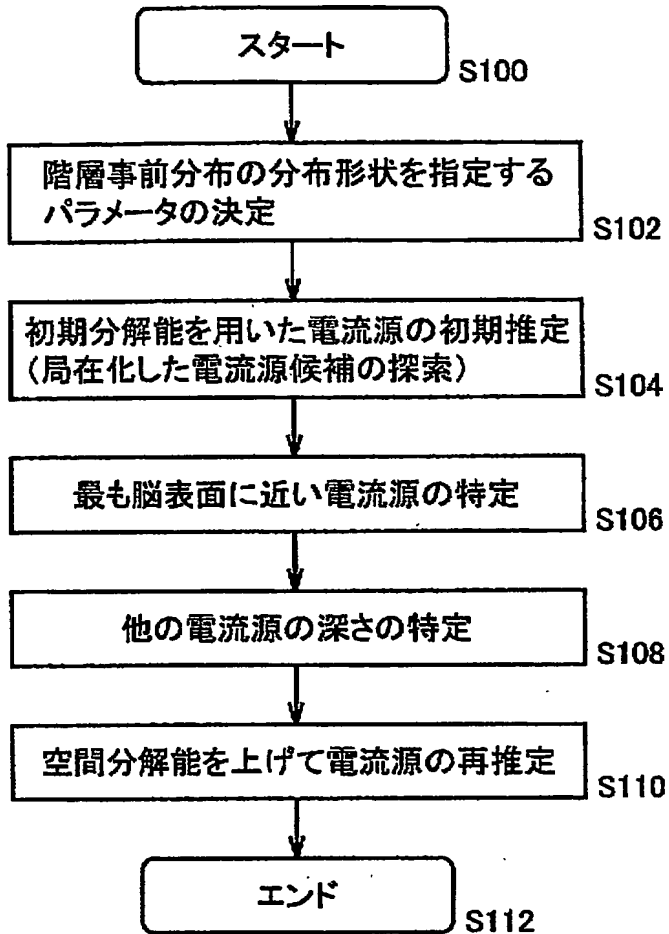 スタート
S100
階層事前分布の分布形状を指定する
パラメータの決定
S102
初期分解能を用いた電流源の初期推定
(局在化した電流源候補の探索)
S104
最も脳表面に近い電流源の特定
S106
他の電流源の深さの特定
S108
空間分解能を上げて電流源の再推定
S110
エンド
S112